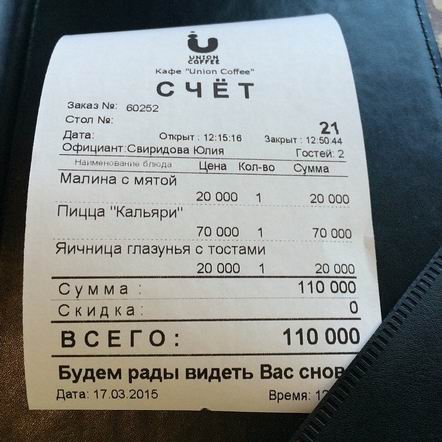 UNION
COFFEE
Кафе "Union Coffee"
СЧЁТ
Заказ №: 60252
Стол №: 21
Дата: Открыт : 12:15:16 Закрыт : 12:50:44
Официант:Свиридова Юлия Гостей: 2
Наименование блюда Цена Кол-во Сумма
Малина с мятой
20 000 1 20 000
Пицца "Кальяри"
70 000 1 70 000
Яичница глазунья с тостами
20 000 1 20 000
Сумма : 110 000
Скидка: 0
ВСЕГО: 110 000
Будем рады видеть Вас снов
Дата: 17.03.2015 Время: 12